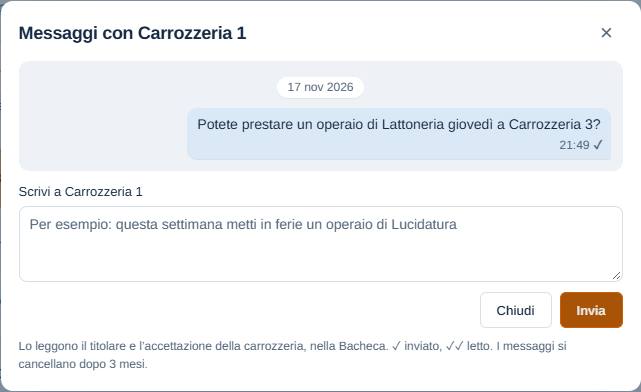 Messaggi con Carrozzeria 1
17 nov 2026
Potete prestare un operaio di Lattoneria giovedì a Carrozzeria 3?
21:49 ✓
Scrivi a Carrozzeria 1
Per esempio: questa settimana metti in ferie un operaio di Lucidatura
Chiudi
Invia
Lo leggono il titolare e l’accettazione della carrozzeria, nella Bacheca. ✓ inviato, ✓✓ letto. I messaggi si
cancellano dopo 3 mesi.